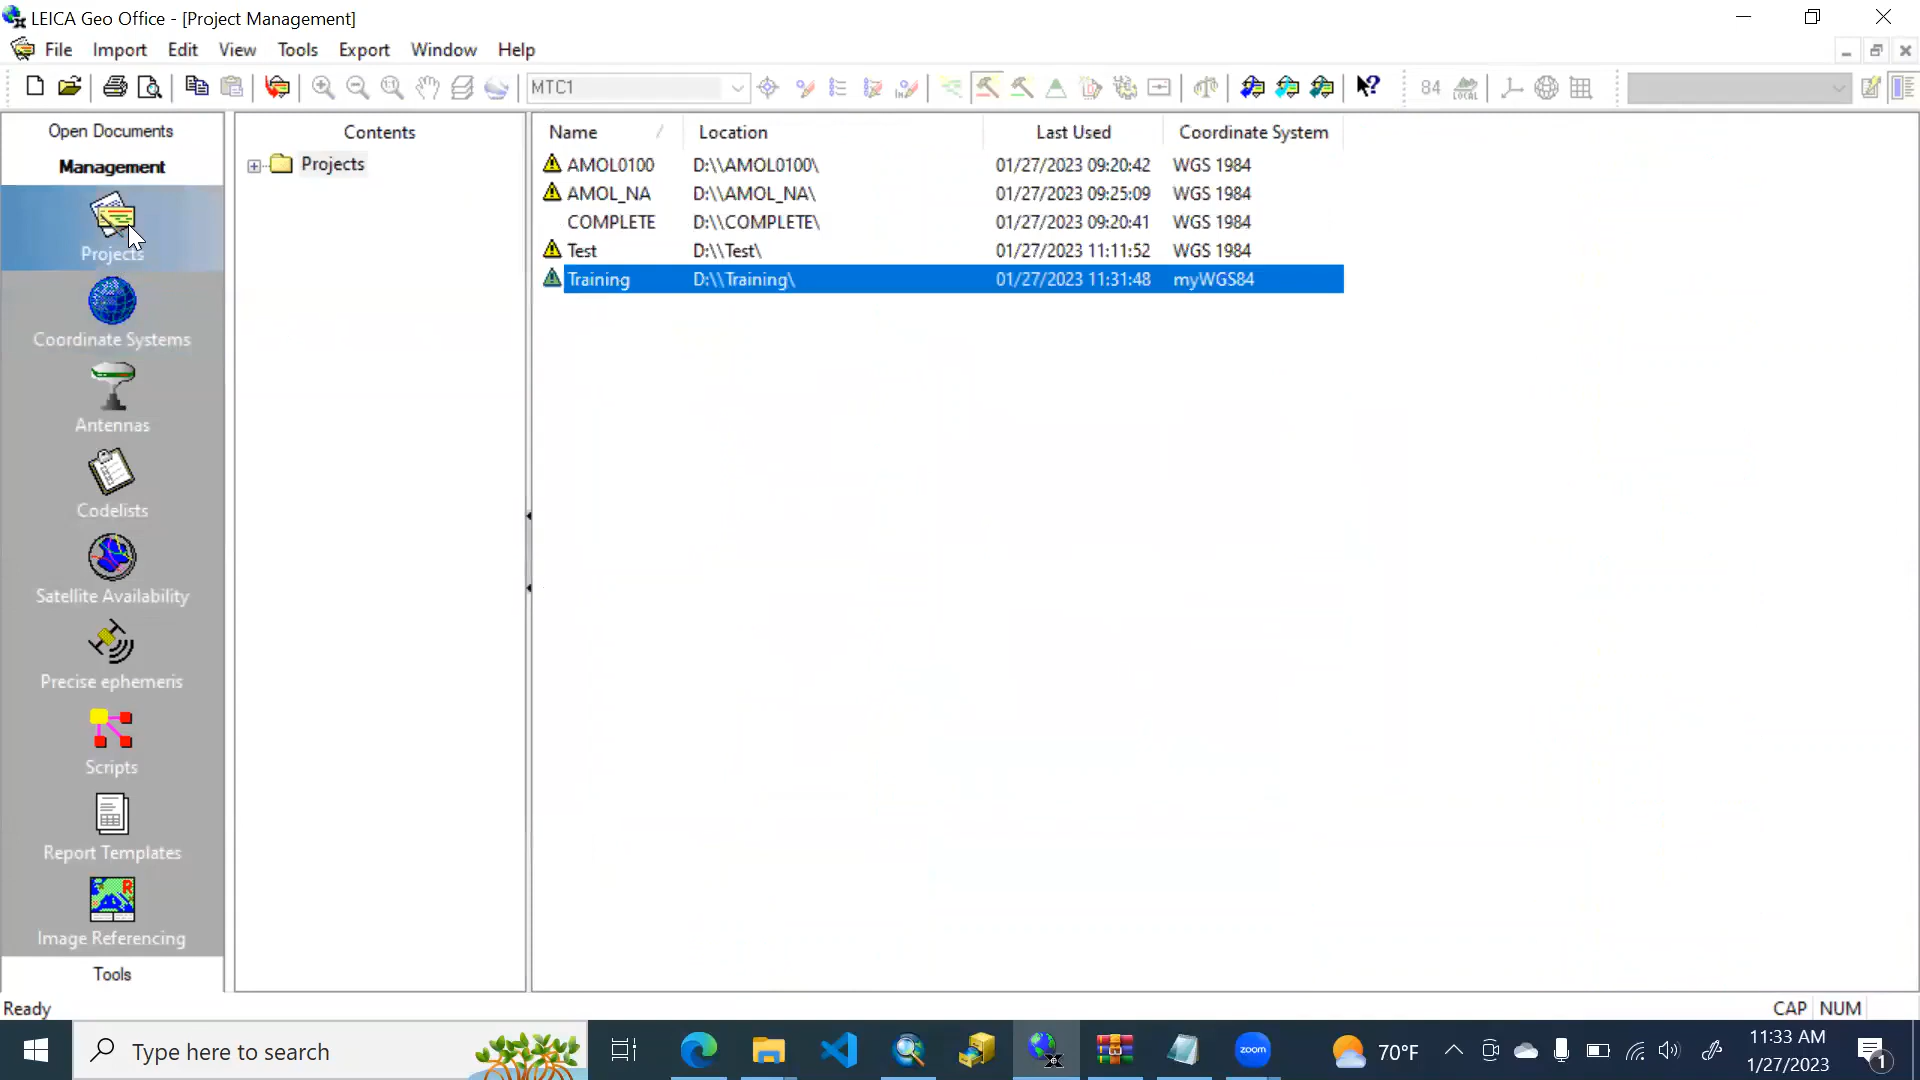 LEICA Geo Office - [Project Management]
File Import Edit View Tools Export Window Help
MTC1
84
LOCAL
Open Documents
Management
Projects
Coordinate Systems
Antennas
Codelists
Satellite Availability
Precise ephemeris
Scripts
Report Templates
Image Referencing
Tools
Contents
Projects
Name / Location Last Used Coordinate System
AMOL0100 D:\\AMOL0100\ 01/27/2023 09:20:42 WGS 1984
AMOL_NA D:\\AMOL_NA\ 01/27/2023 09:25:09 WGS 1984
COMPLETE D:\\COMPLETE\ 01/27/2023 09:20:41 WGS 1984
Test D:\\Test\ 01/27/2023 11:11:52 WGS 1984
Training D:\\Training\ 01/27/2023 11:31:48 myWGS84
Ready CAP NUM
Type here to search
zoom
70°F
11:33 AM
1/27/2023
1